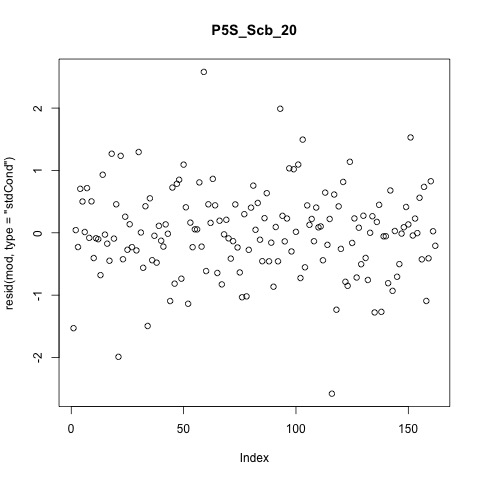 P5S_Scb_20
resid(mod, type = "stdCond")
2
1
0
-1
-2
0 50 100 150
Index